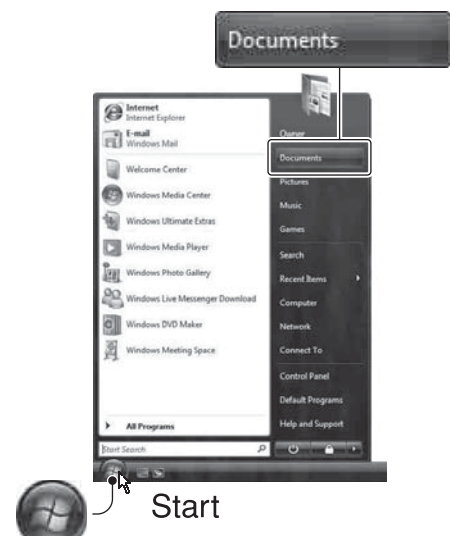 Documents
Internet
Internet Explorer
E-mail
Windows Mail
Welcome Center
Windows Media Center
Windows Ultimate Extras
Windows Media Player
Windows Photo Gallery
Windows Live Messenger Download
Windows DVD Maker
Windows Meeting Space
All Programs
Start Search
Owner
Documents
Pictures
Music
Games
Search
Recent Items
Computer
Network
Connect To
Control Panel
Default Programs
Help and Support
Start